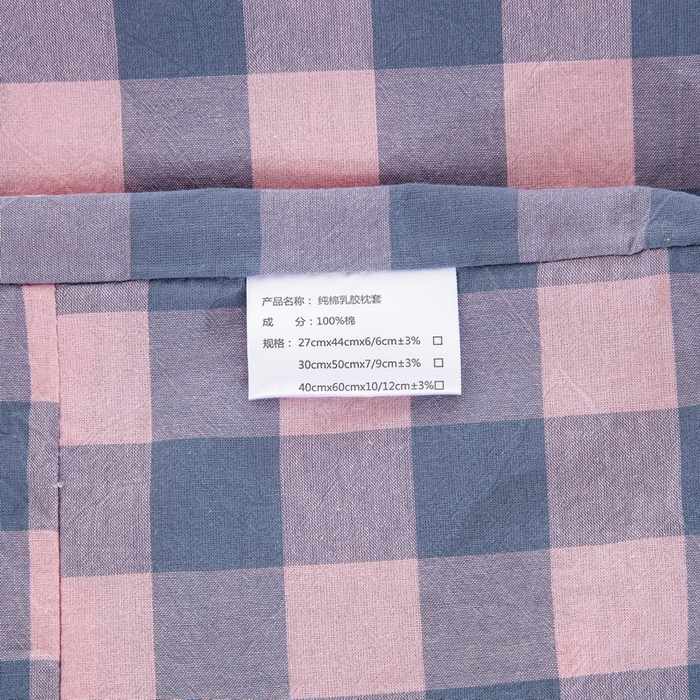 产品名称： 纯棉乳胶枕套
成 分：100%棉
规格： 27cmx44cmx6/6cm±3% □
30cmx50cmx7/9cm±3% □
40cmx60cmx10/12cm±3%□